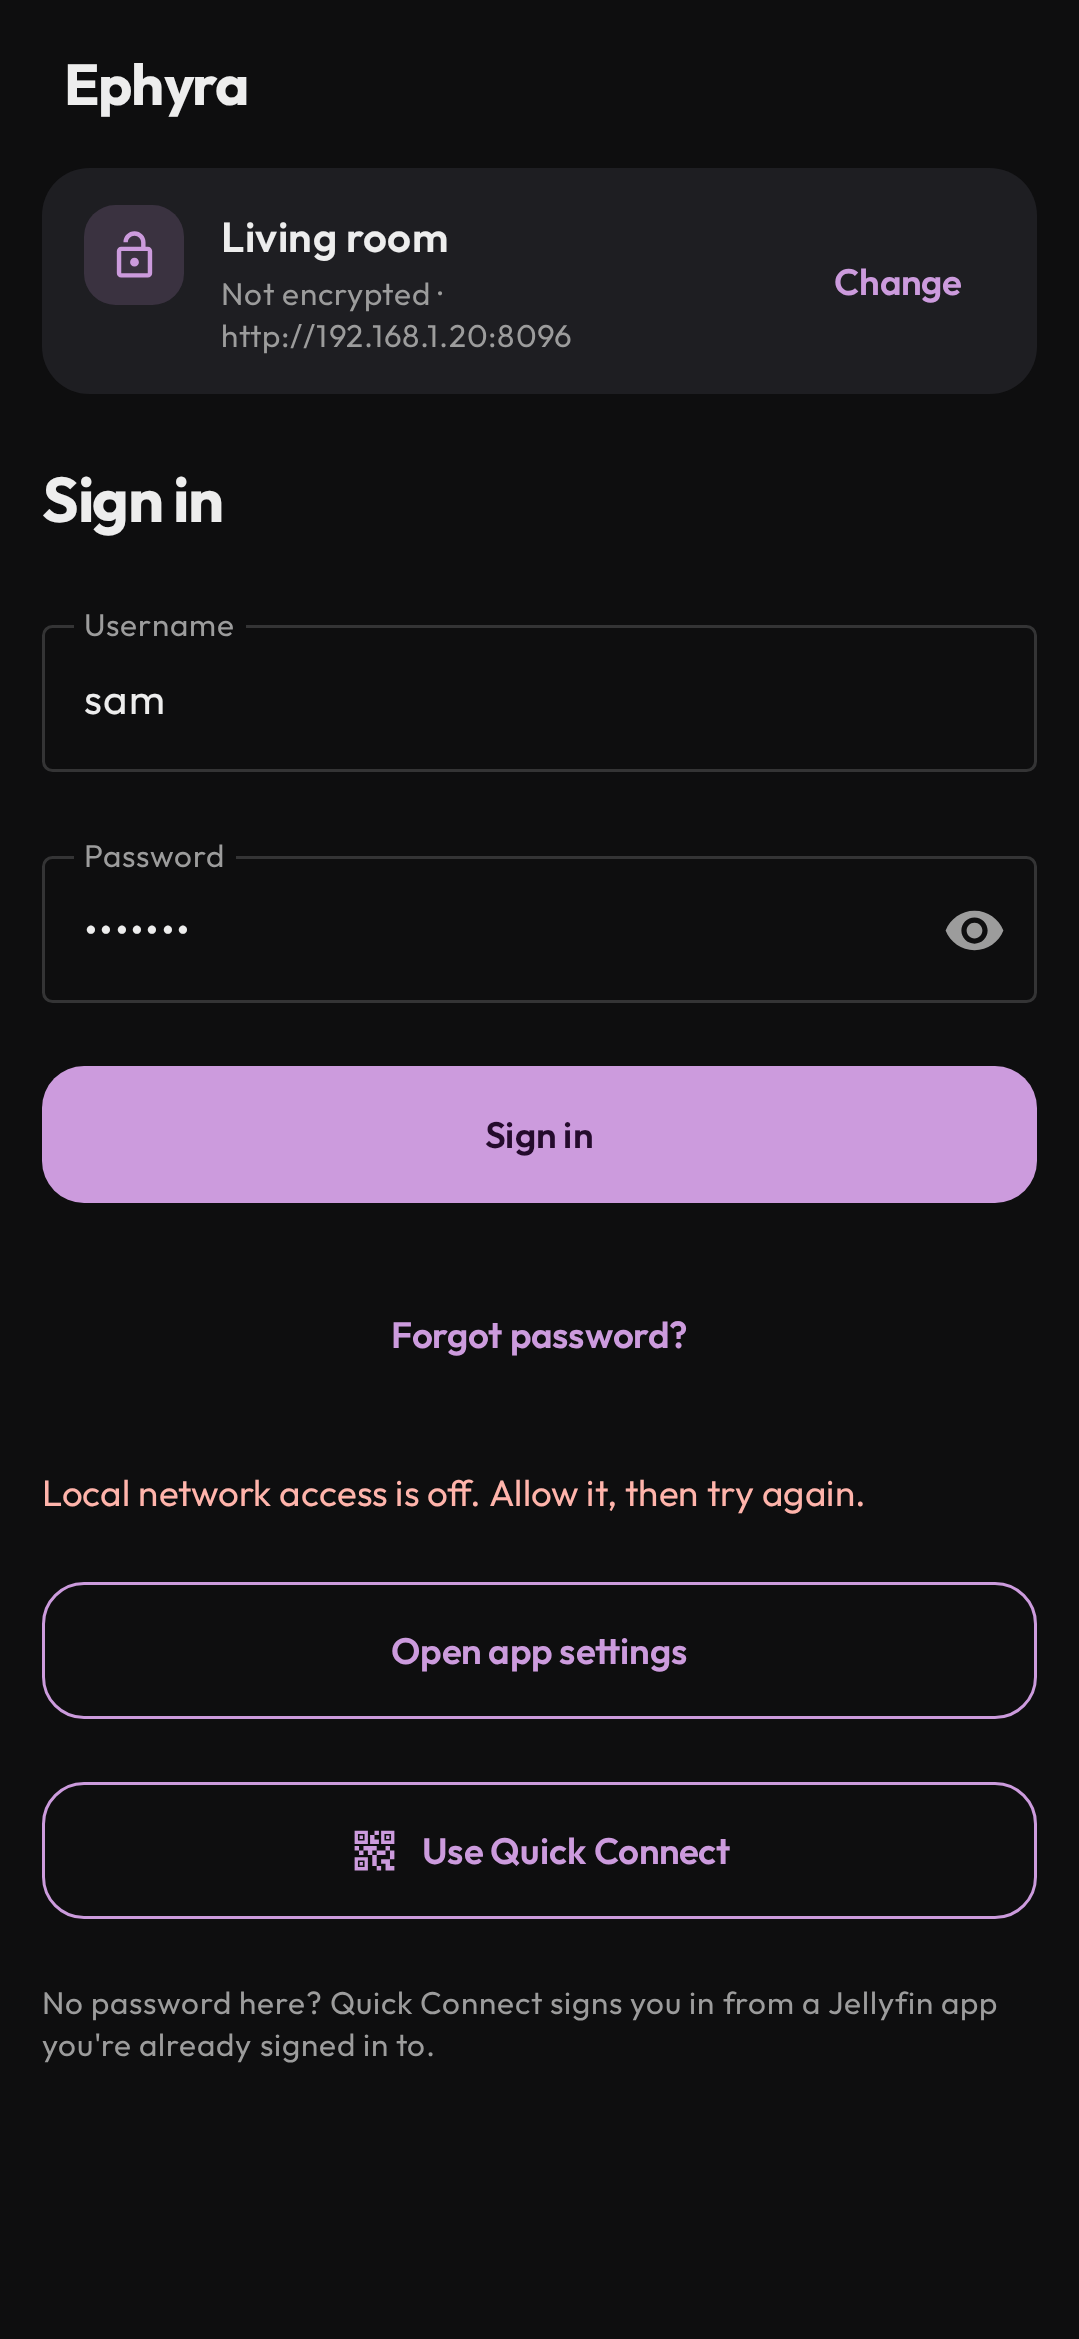 Ephyra
Living room
Not encrypted ·
http://192.168.1.20:8096
Change
Sign in
Username
sam
Password
•••••••
Sign in
Forgot password?
Local network access is off. Allow it, then try again.
Open app settings
Use Quick Connect
No password here? Quick Connect signs you in from a Jellyfin app
you're already signed in to.